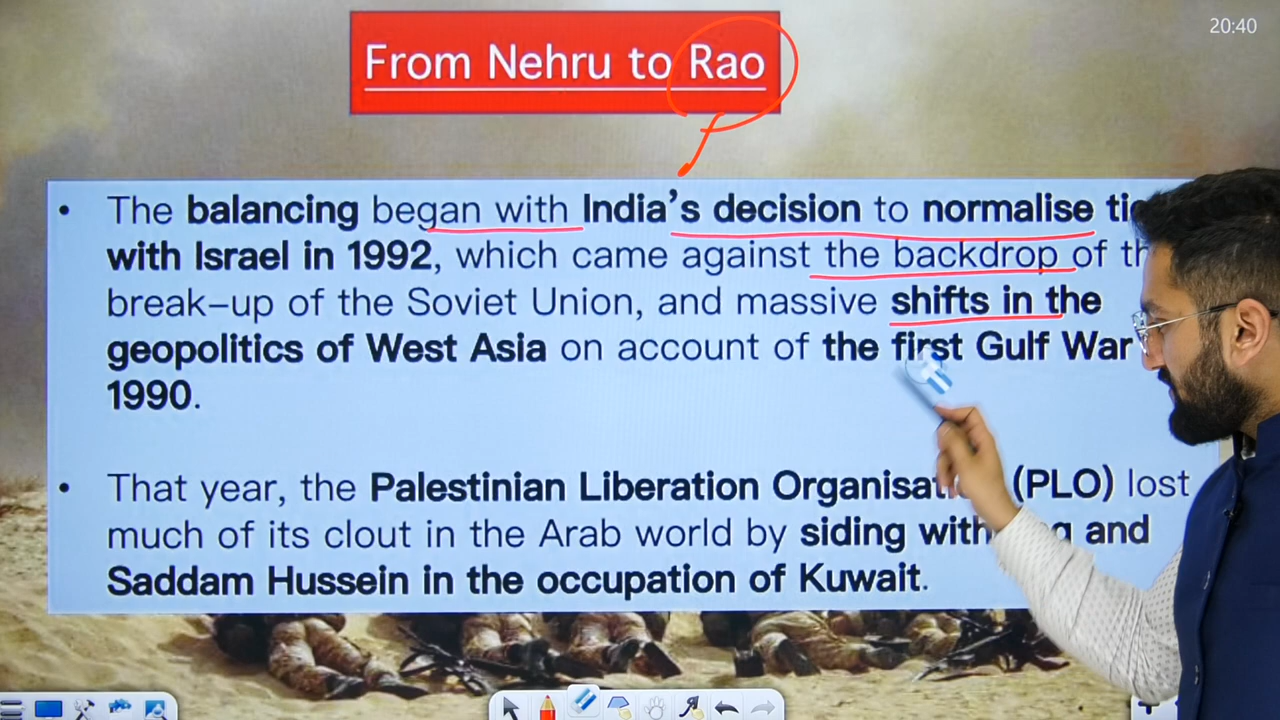 20:40
From Nehru to Rao
• The balancing began with India’s decision to normalise
with Israel in 1992, which came against the backdrop of
break–up of the Soviet Union, and massive shifts in the
geopolitics of West Asia on account of the first Gulf War
1990.
• That year, the Palestinian Liberation (PLO) lost
much of its clout in the Arab world by siding with and
Saddam Hussein in the occupation of Kuwait.